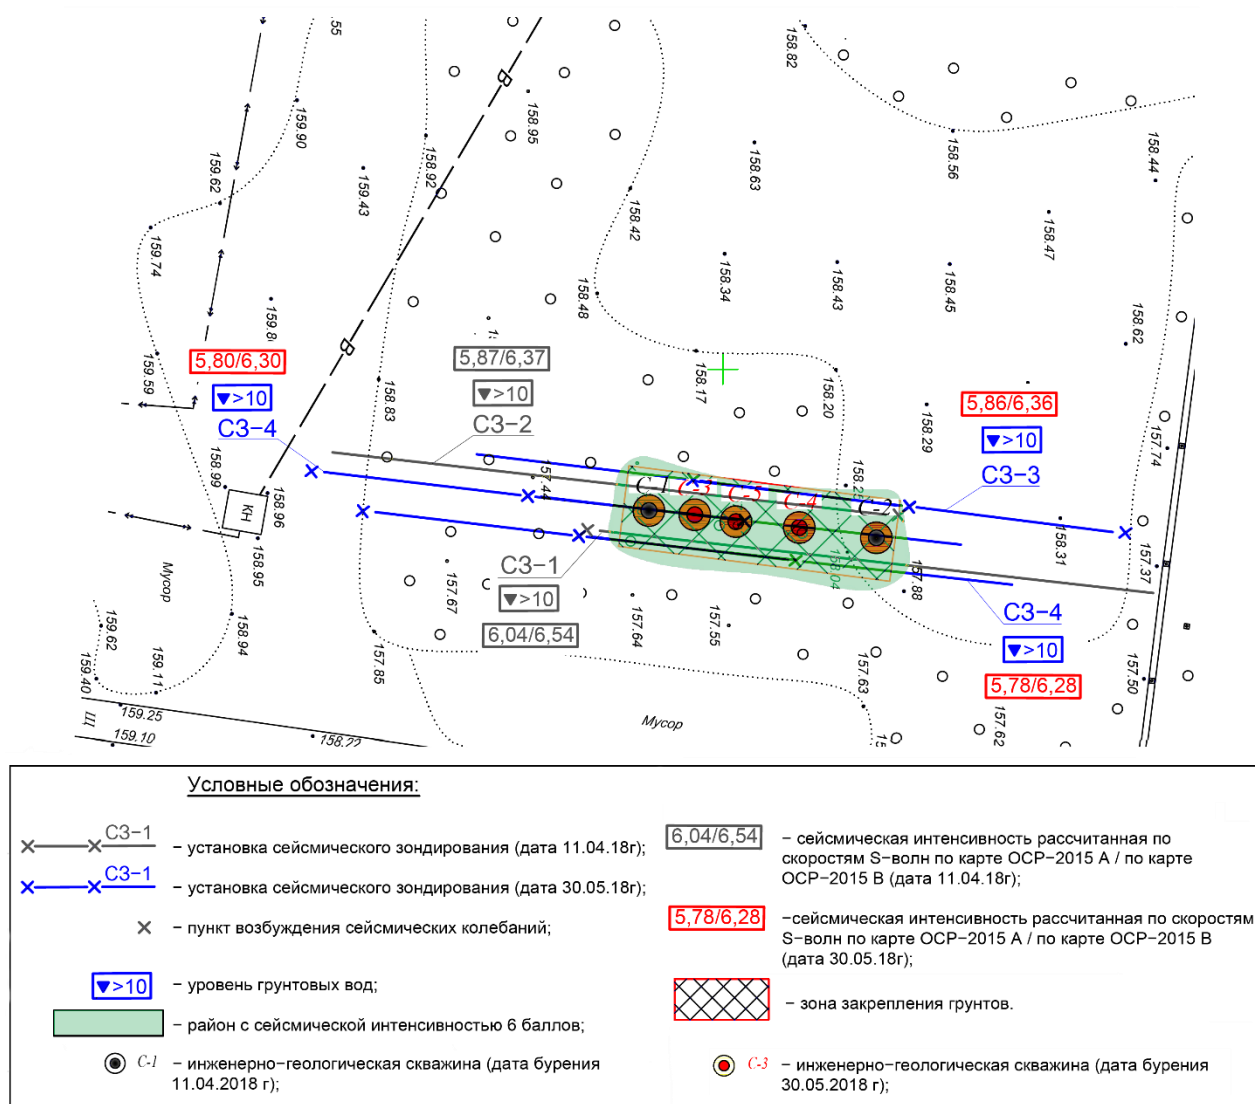 158.82
159.90
158.92
158.95
158.63
158.56
158.44
159.62
159.43
158.42
158.47
159.74
158.34
158.43
158.45
158.48
158.62
В
В
159.59
158.83
158.17
158.20
158.29
157.74
5,80/6,30
>10
СЗ-4
5,87/6,37
>10
СЗ-2
5,86/6,36
>10
СЗ-3
158.99
КН
158.96
158.95
С-1
С-3
С-5
С-4
С-2
158.31
157.37
СЗ-1
>10
6,04/6,54
157.67
157.64
157.55
158.04
157.88
СЗ-4
>10
5,78/6,28
Мусор
159.62
158.94
159.40
159.11
157.85
157.63
157.50
157.62
159.25
Щ
159.10
Мусор
Условные обозначения:
СЗ-1 - установка сейсмического зондирования (дата 11.04.18г);
СЗ-1 - установка сейсмического зондирования (дата 30.05.18г);
- пункт возбуждения сейсмических колебаний;
>10 - уровень грунтовых вод;
- район с сейсмической интенсивностью 6 баллов;
С-1 - инженерно-геологическая скважина (дата бурения
11.04.2018 г);
6,04/6,54 - сейсмическая интенсивность рассчитанная по
скоростям S-волн по карте ОСР-2015 А / по карте
ОСР-2015 В (дата 11.04.18г);
5,78/6,28 -сейсмическая интенсивность рассчитанная по скоростям
S-волн по карте ОСР-2015 А / по карте ОСР-2015 В
(дата 30.05.18г);
- зона закрепления грунтов.
С-3 - инженерно-геологическая скважина (дата бурения
30.05.2018 г);